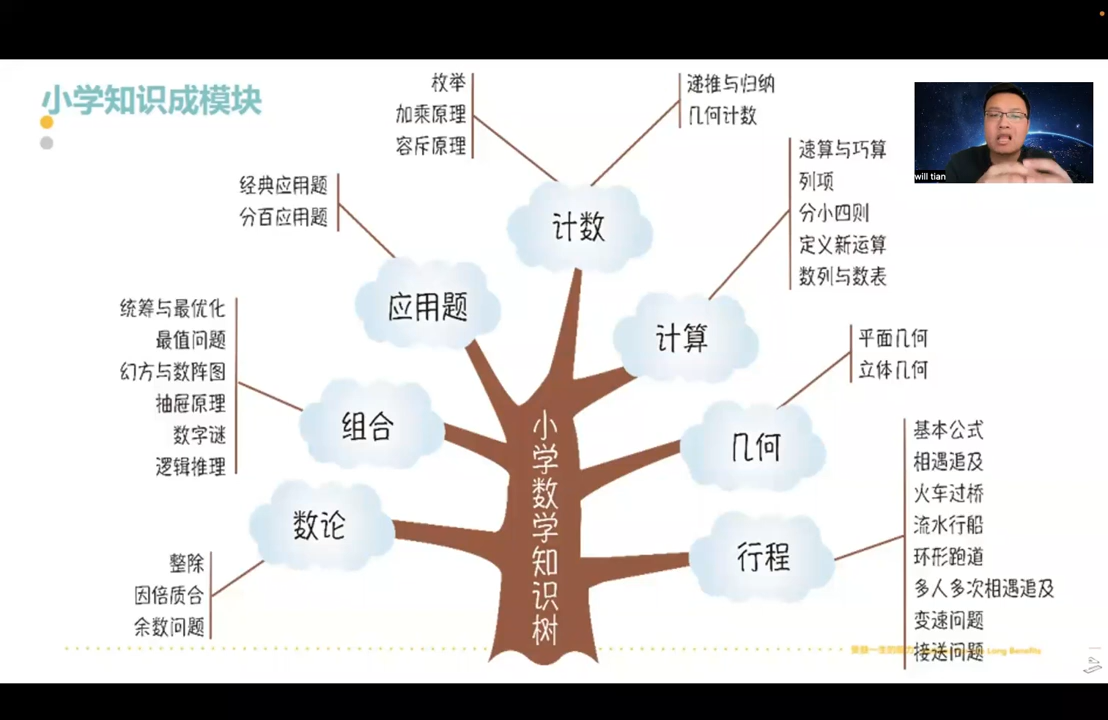 小学知识成模块
枚举
加乘原理
容斥原理
递推与归纳
几何计数
计数
经典应用题
分百应用题
应用题
速算与巧算
列项
分小四则
定义新运算
数列与数表
计算
统筹与最优化
最值问题
幻方与数阵图
抽屉原理
数字谜
逻辑推理
组合
平面几何
立体几何
几何
整除
因倍质合
余数问题
数论
基本公式
相遇追及
火车过桥
流水行船
环形跑道
多人多次相遇追及
变速问题
接送问题
行程
小学数学知识树
will tian
Long Benefits